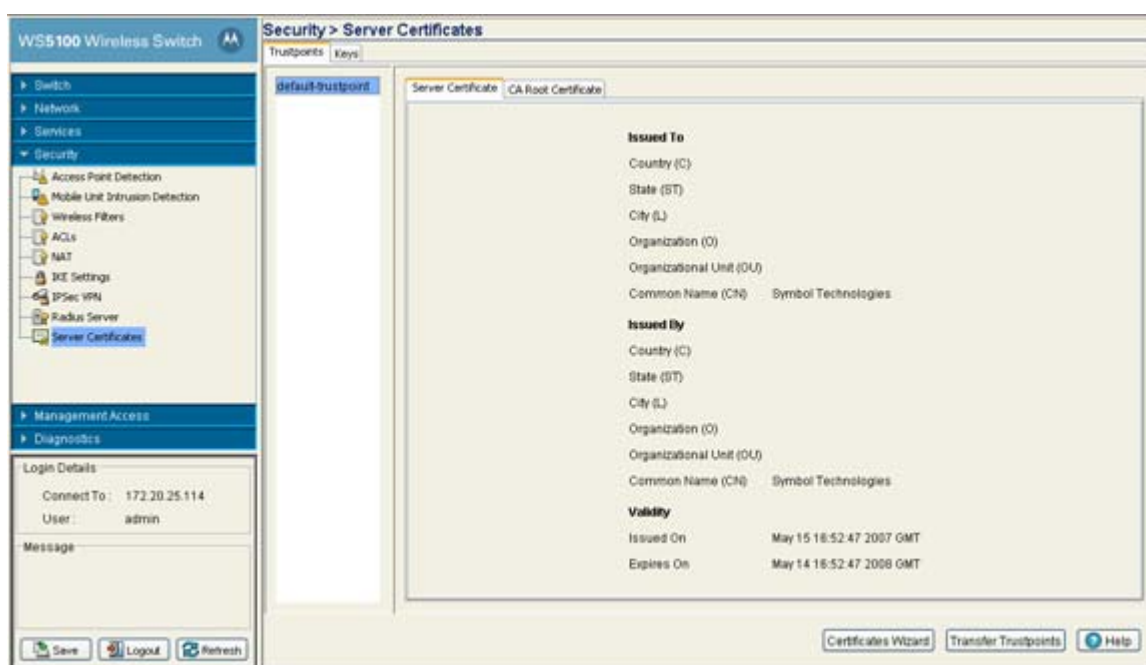 WS5100 Wireless Switch
Switch
Network
Services
Security
Access Point Detection
Mobile Unit Intrusion Detection
Wireless Filters
ACLs
NAT
IKE Settings
IPSec VPN
Radius Server
Server Certificates
Management Access
Diagnostics
Login Details
Connect To : 172.20.25.114
User : admin
Message
Save Logout Refresh
Security > Server Certificates
Trustpoints Keys
default-trustpoint
Server Certificate CA Root Certificate
Issued To
Country (C)
State (ST)
City (L)
Organization (O)
Organizational Unit (OU)
Common Name (CN) Symbol Technologies
Issued By
Country (C)
State (ST)
City (L)
Organization (O)
Organizational Unit (OU)
Common Name (CN) Symbol Technologies
Validity
Issued On May 15 16:52:47 2007 GMT
Expires On May 14 16:52:47 2008 GMT
Certificates Wizard Transfer Trustpoints Help